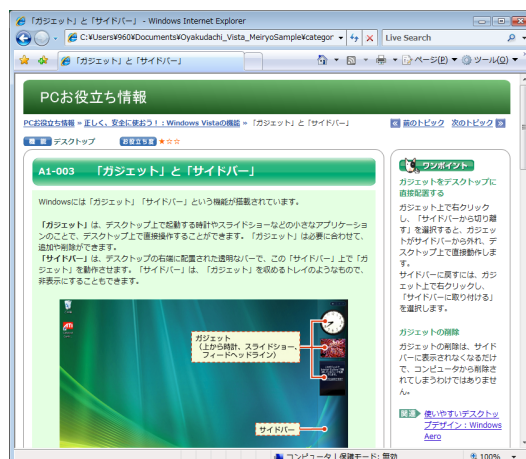 「ガジェット」と「サイドバー」 - Windows Internet Explorer
C:¥Users¥960¥Documents¥Oyakudachi_Vista_MeiryoSample¥categor
Live Search
「ガジェット」と「サイドバー」
ページ(P)
ツール(O)
PCお役立ち情報
PCお役立ち情報 » 正しく、安全に使おう！：Windows Vistaの機能 » 「ガジェット」と「サイドバー」
前のトピック 次のトピック
デスクトップ お役立ち度 ★☆☆
A1-003 「ガジェット」と「サイドバー」
Windowsには「ガジェット」「サイドバー」という機能が搭載されています。
「ガジェット」は、デスクトップ上で起動する時計やスライドショーなどの小さなアプリケーショ
ンのことで、デスクトップ上で直接操作することができます。「ガジェット」は必要に合わせて、
追加や削除ができます。
「サイドバー」は、デスクトップの右端に配置された透明なバーで、この「サイドバー」上で「ガ
ジェット」を動作させます。「サイドバー」は、「ガジェット」を収めるトレイのようなもので、
非表示にすることもできます。
ガジェット
（上から時計、スライドショー、
フィードヘッドライン）
サイドバー
ワンポイント
ガジェットをデスクトップに
直接配置する
ガジェット上で右クリック
し、「サイドバーから切り離
す」を選択すると、ガジェッ
トがサイドバーから外れ、デ
スクトップ上で直接動作しま
す。
サイドバーに戻すには、ガジ
ェット上で右クリックし、
「サイドバーに取り付ける」
を選択します。
ガジェットの削除
ガジェットの削除は、サイド
バーに表示されなくなるだけ
で、コンピュータから削除さ
れてしまうわけではありませ
ん。
関連 使いやすいデスクトッ
プデザイン：Windows
Aero
コンピュータ | 保護モード: 無効
100%